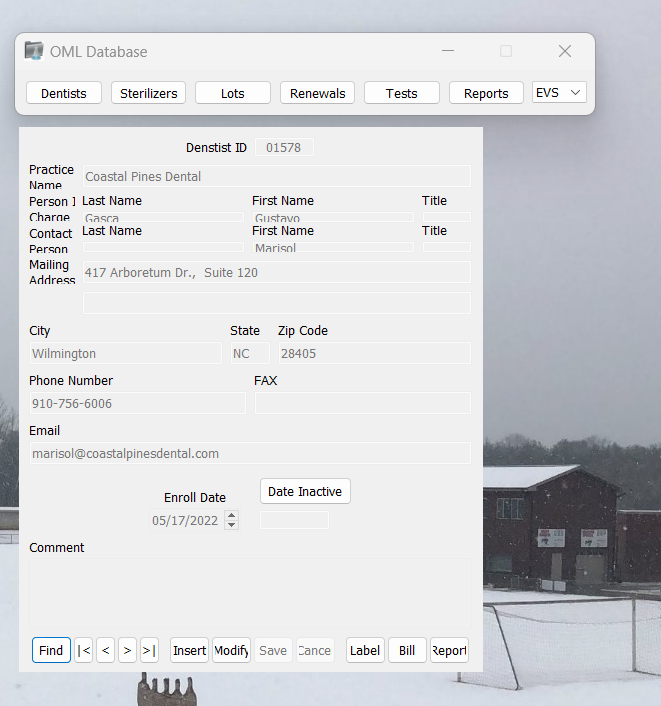 OML Database
Dentists Sterilizers Lots Renewals Tests Reports EVS
Denstist ID 01578
Practice
Name
Coastal Pines Dental
Person I Last Name First Name Title
Charge Gasca Gustavo
Contact Last Name First Name Title
Person Marisol
Mailing
Address
417 Arboretum Dr., Suite 120
City State Zip Code
Wilmington NC 28405
Phone Number FAX
910-756-6006
Email
marisol@coastalpinesdental.com
Date Inactive
Enroll Date
05/17/2022
Comment
Find |< < > >| Insert Modify Save Cance Label Bill Report